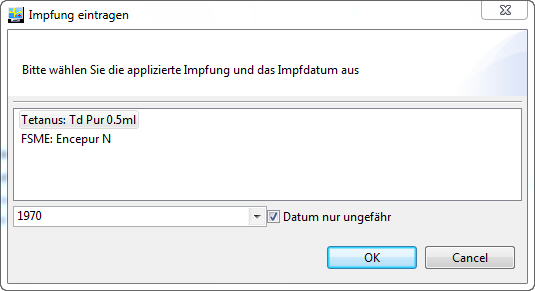 Impfung eintragen
Bitte wählen Sie die applizierte Impfung und das Impfdatum aus
Tetanus: Td Pur 0.5ml
FSME: Encepur N
1970
Datum nur ungefähr
OK
Cancel